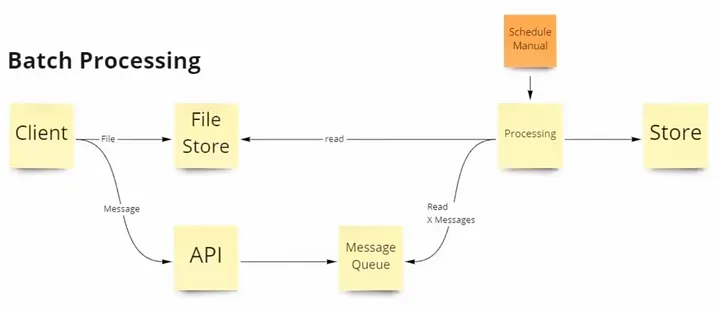 Schedule
Manual
Batch Processing
Client
File
File
Store
read
Processing
Store
Message
Read
X Messages
API
Message
Queue